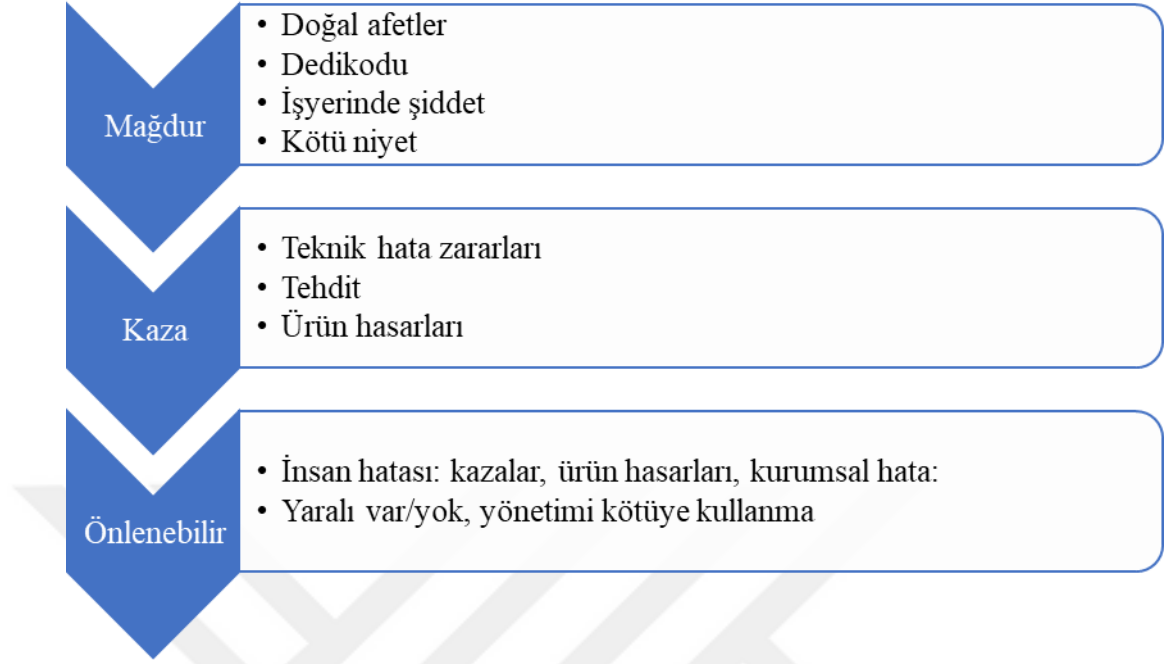 Mağdur
• Doğal afetler
• Dedikodu
• İşyerinde şiddet
• Kötü niyet
Kaza
• Teknik hata zararları
• Tehdit
• Ürün hasarları
Önlenebilir
• İnsan hatası: kazalar, ürün hasarları, kurumsal hata:
• Yaralı var/yok, yönetimi kötüye kullanma